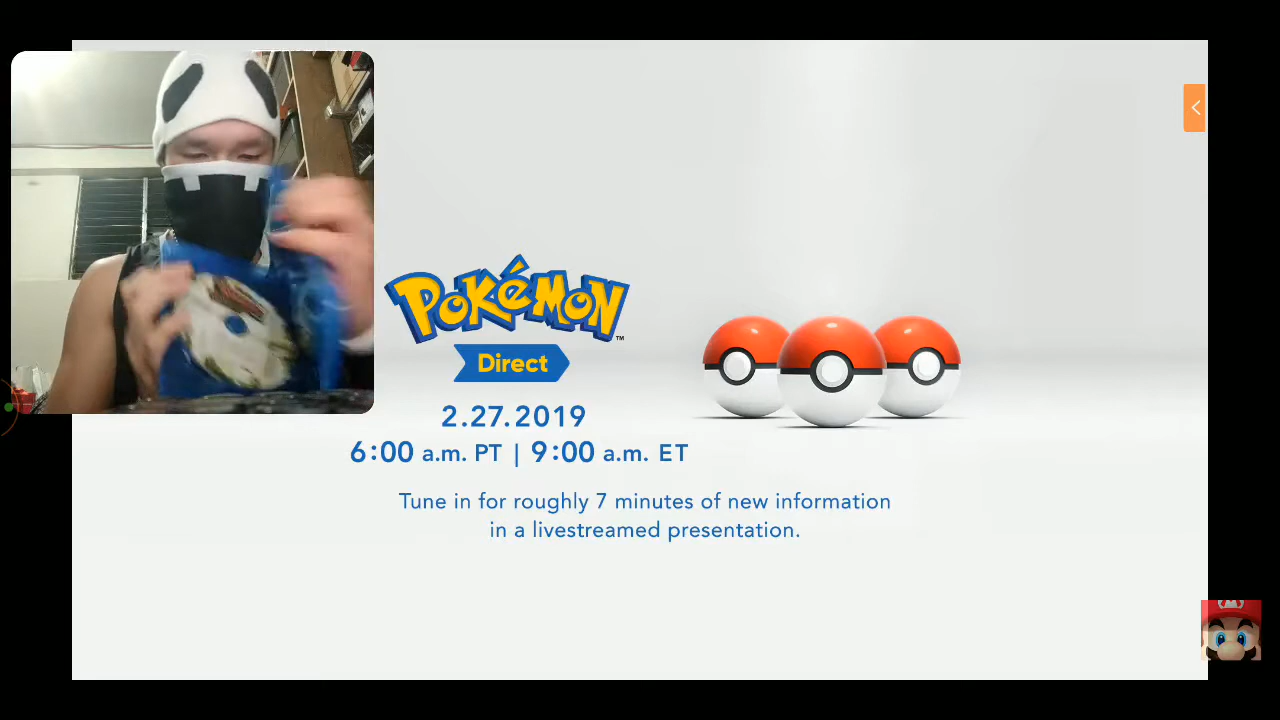 Pokémon
TM
Direct
2.27.2019
6:00 a.m. PT | 9:00 a.m. ET
Tune in for roughly 7 minutes of new information
in a livestreamed presentation.